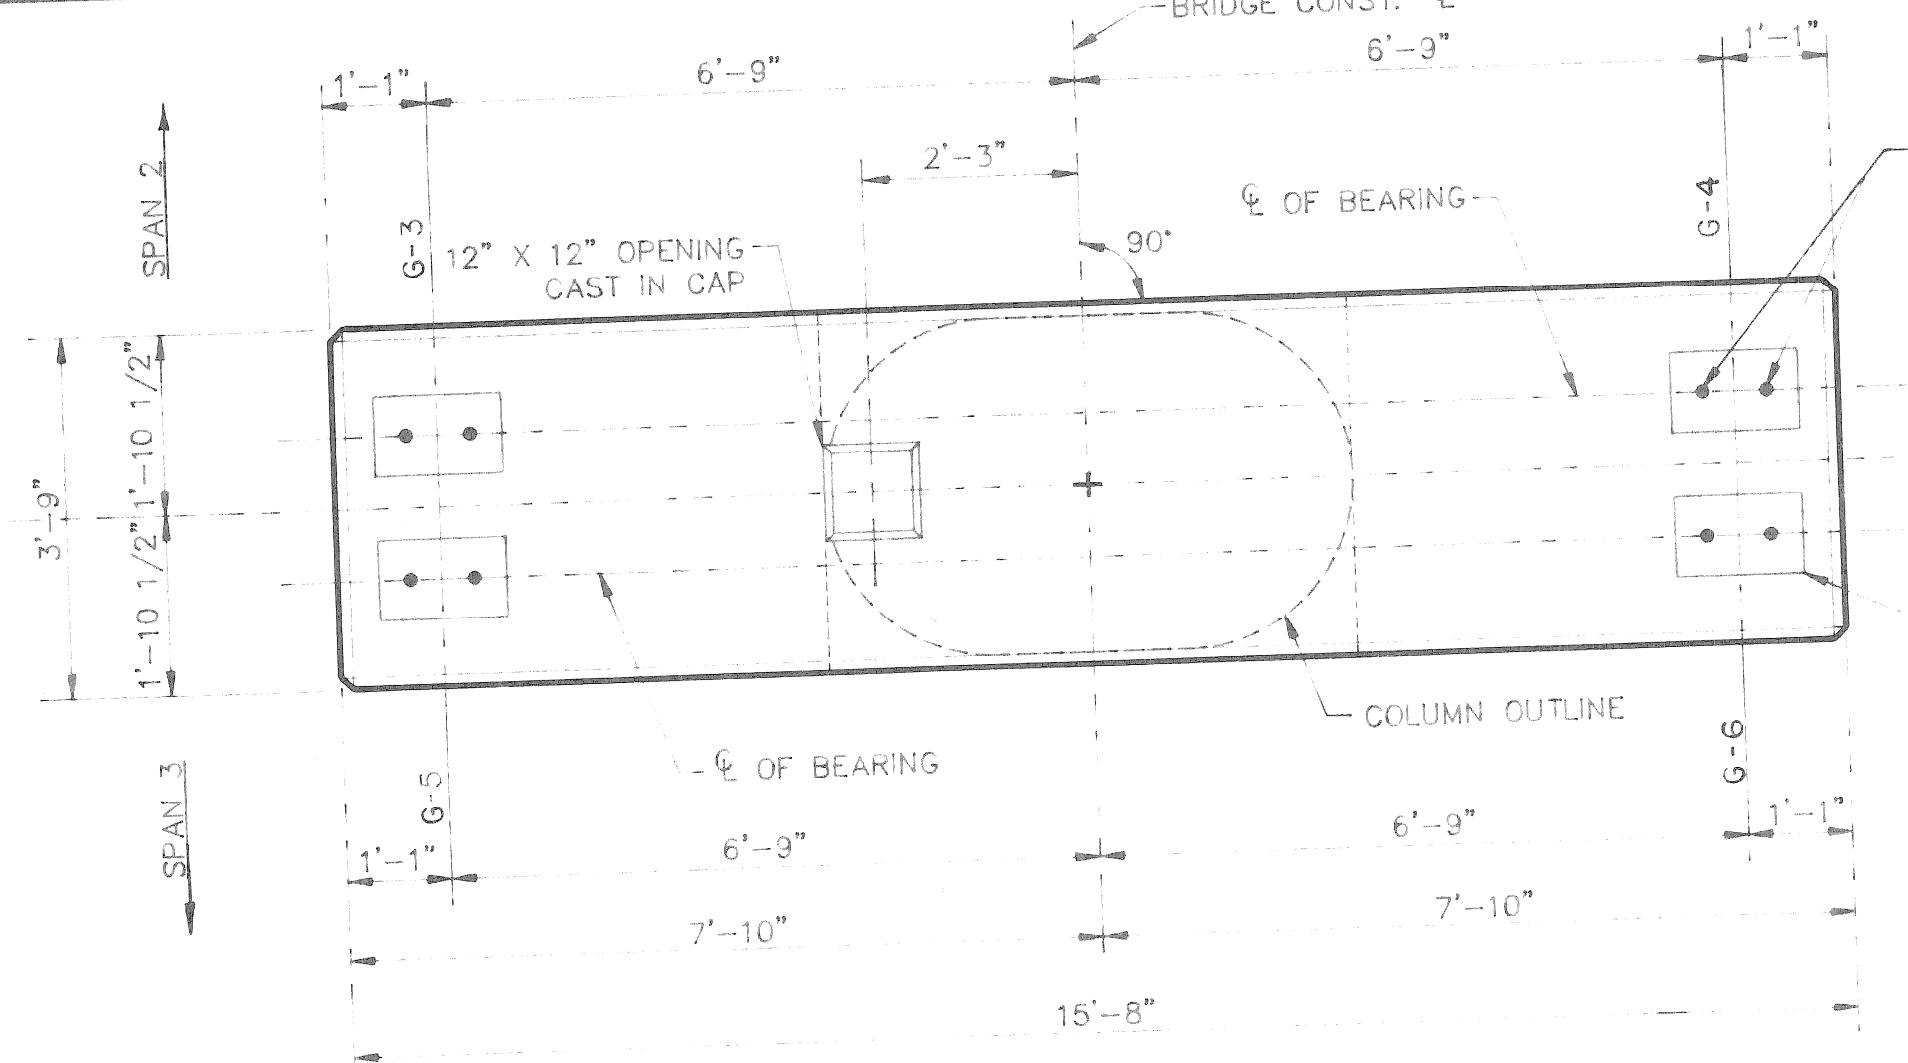 BRIDGE CONST. ℄
1'-1"
6'-9"
6'-9"
1'-1"
2'-3"
SPAN 2
G-3
12" X 12" OPENING
CAST IN CAP
℄ OF BEARING
90°
G-4
3'-9"
1'-10 1/2"
1'-10 1/2"
COLUMN OUTLINE
℄ OF BEARING
SPAN 3
G-5
G-6
1'-1"
6'-9"
6'-9"
1'-1"
7'-10"
7'-10"
15'-8"